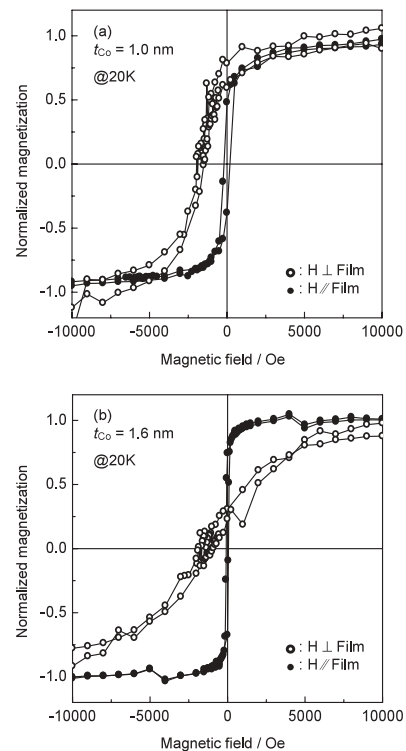 (a)
t_Co = 1.0 nm
@20K
Normalized magnetization
1.0
0.5
0.0
-0.5
-1.0
: H ⊥ Film
: H // Film
-10000 -5000 0 5000 10000
Magnetic field / Oe
(b)
t_Co = 1.6 nm
@20K
Normalized magnetization
1.0
0.5
0.0
-0.5
-1.0
: H ⊥ Film
: H // Film
-10000 -5000 0 5000 10000
Magnetic field / Oe